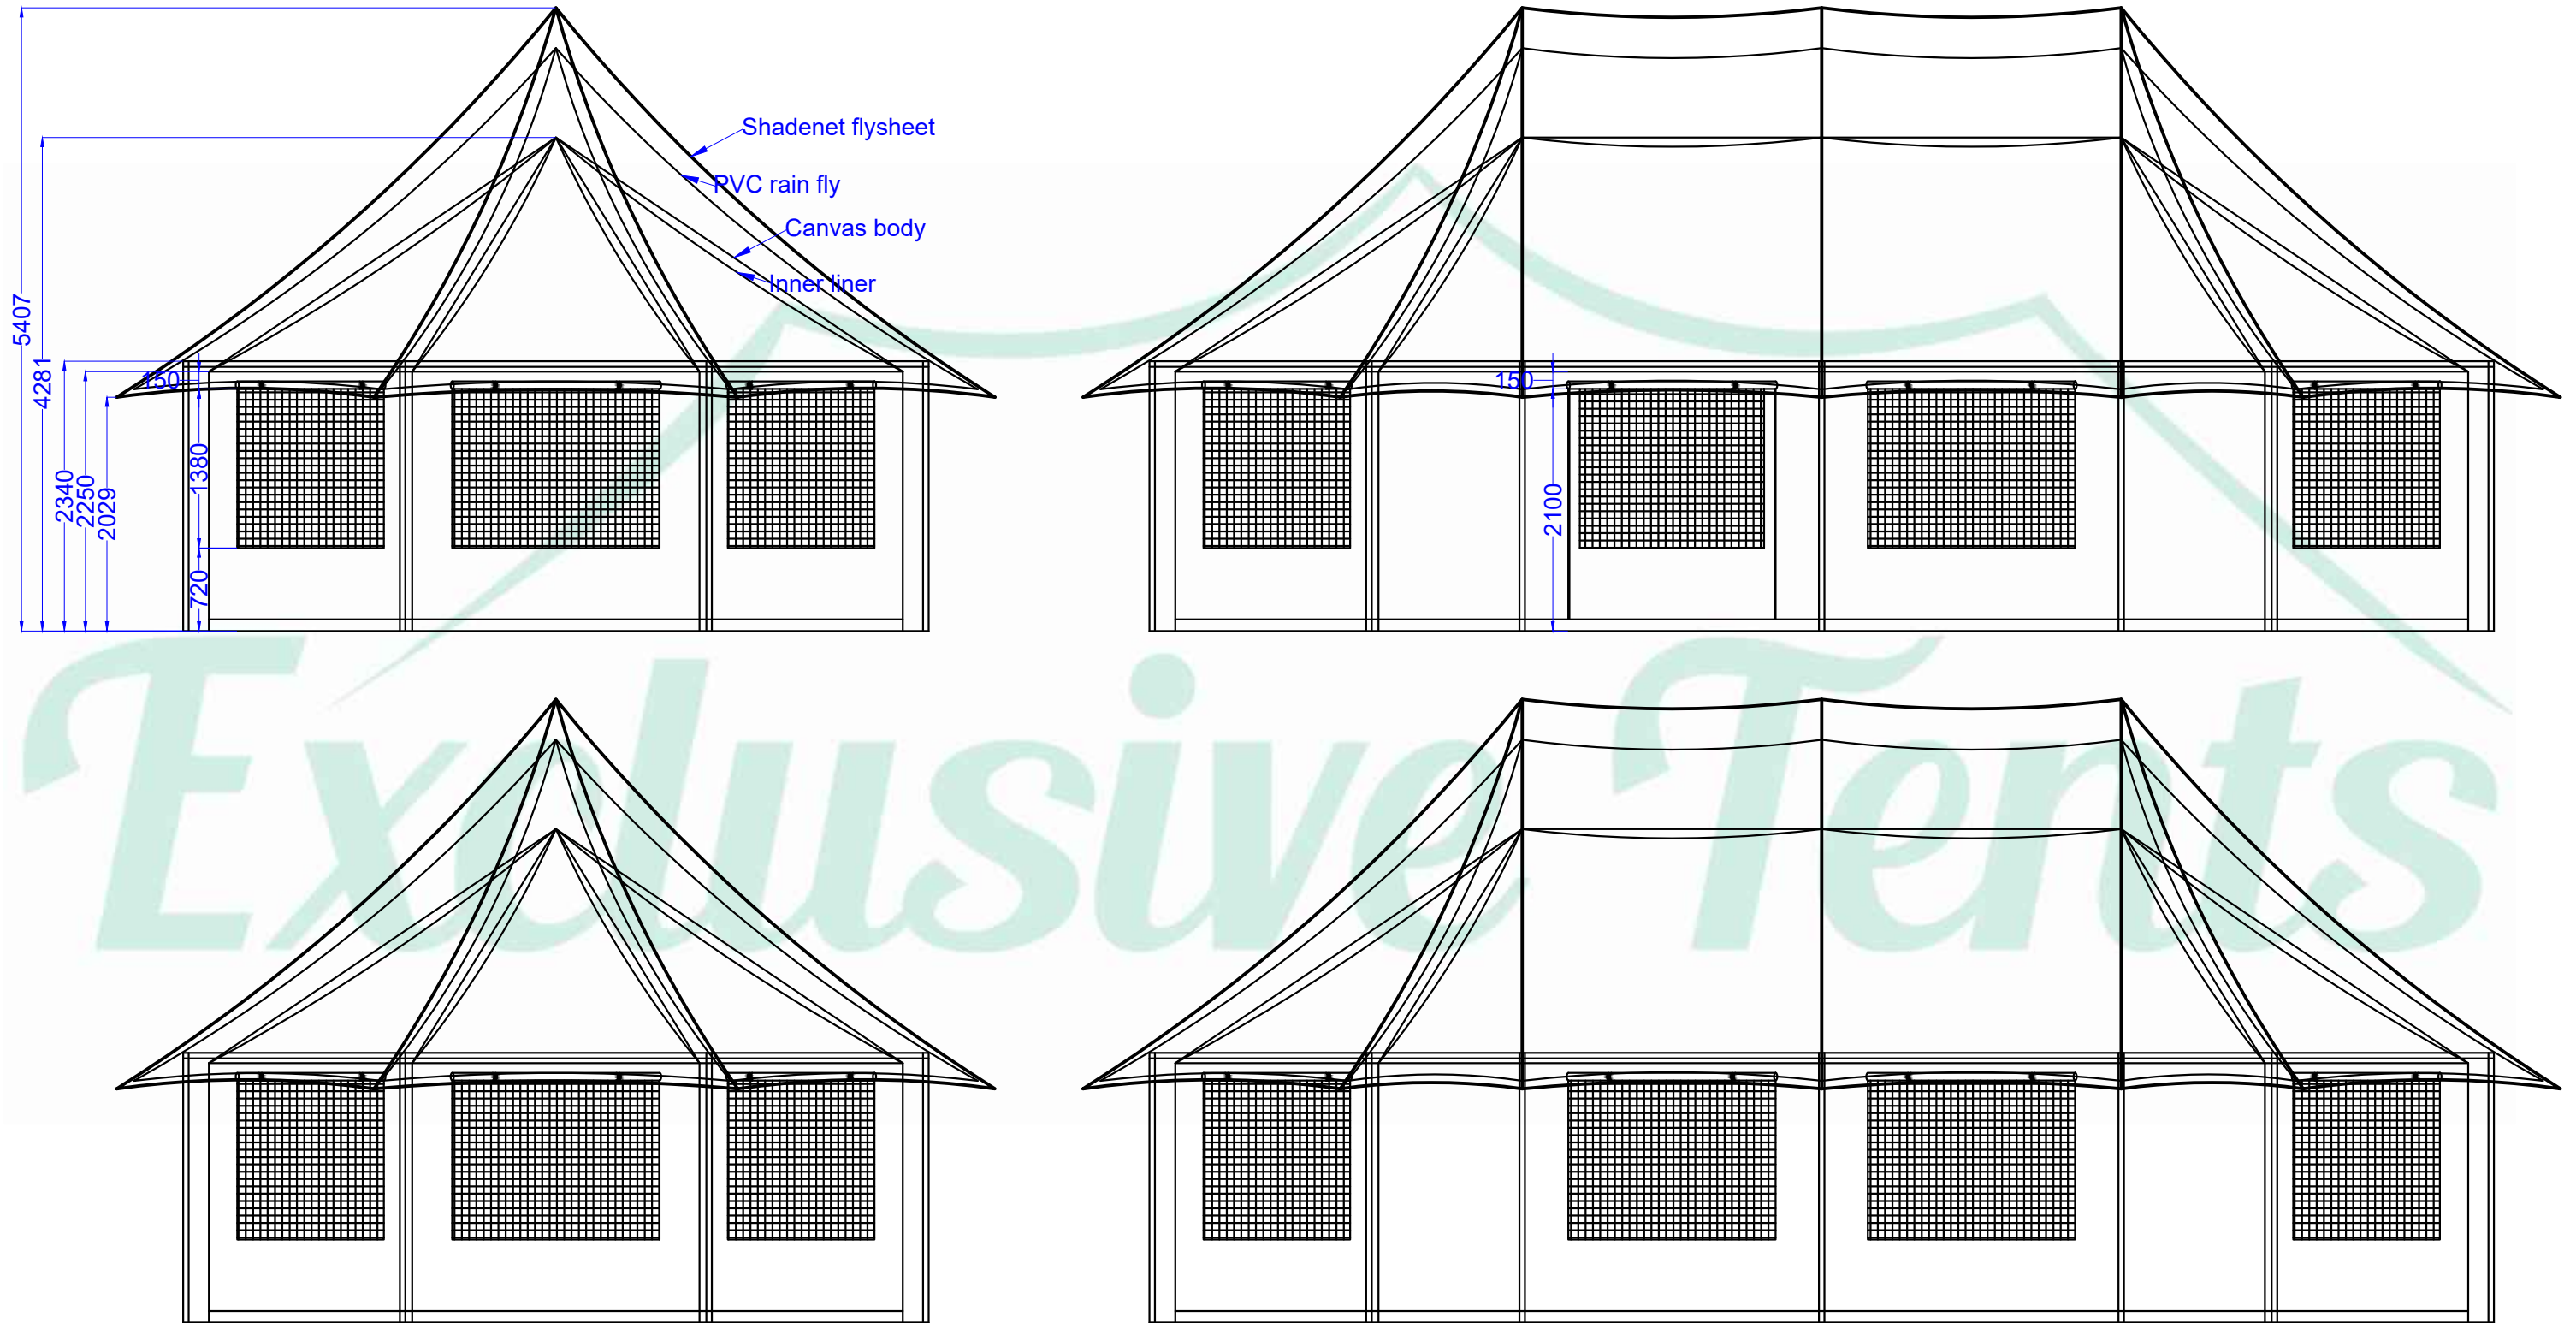 Shadenet flysheet
PVC rain fly
Canvas body
Inner liner
5407
4281
2340
2250
2029
150
1380
720
150
2100
Exclusive Tents